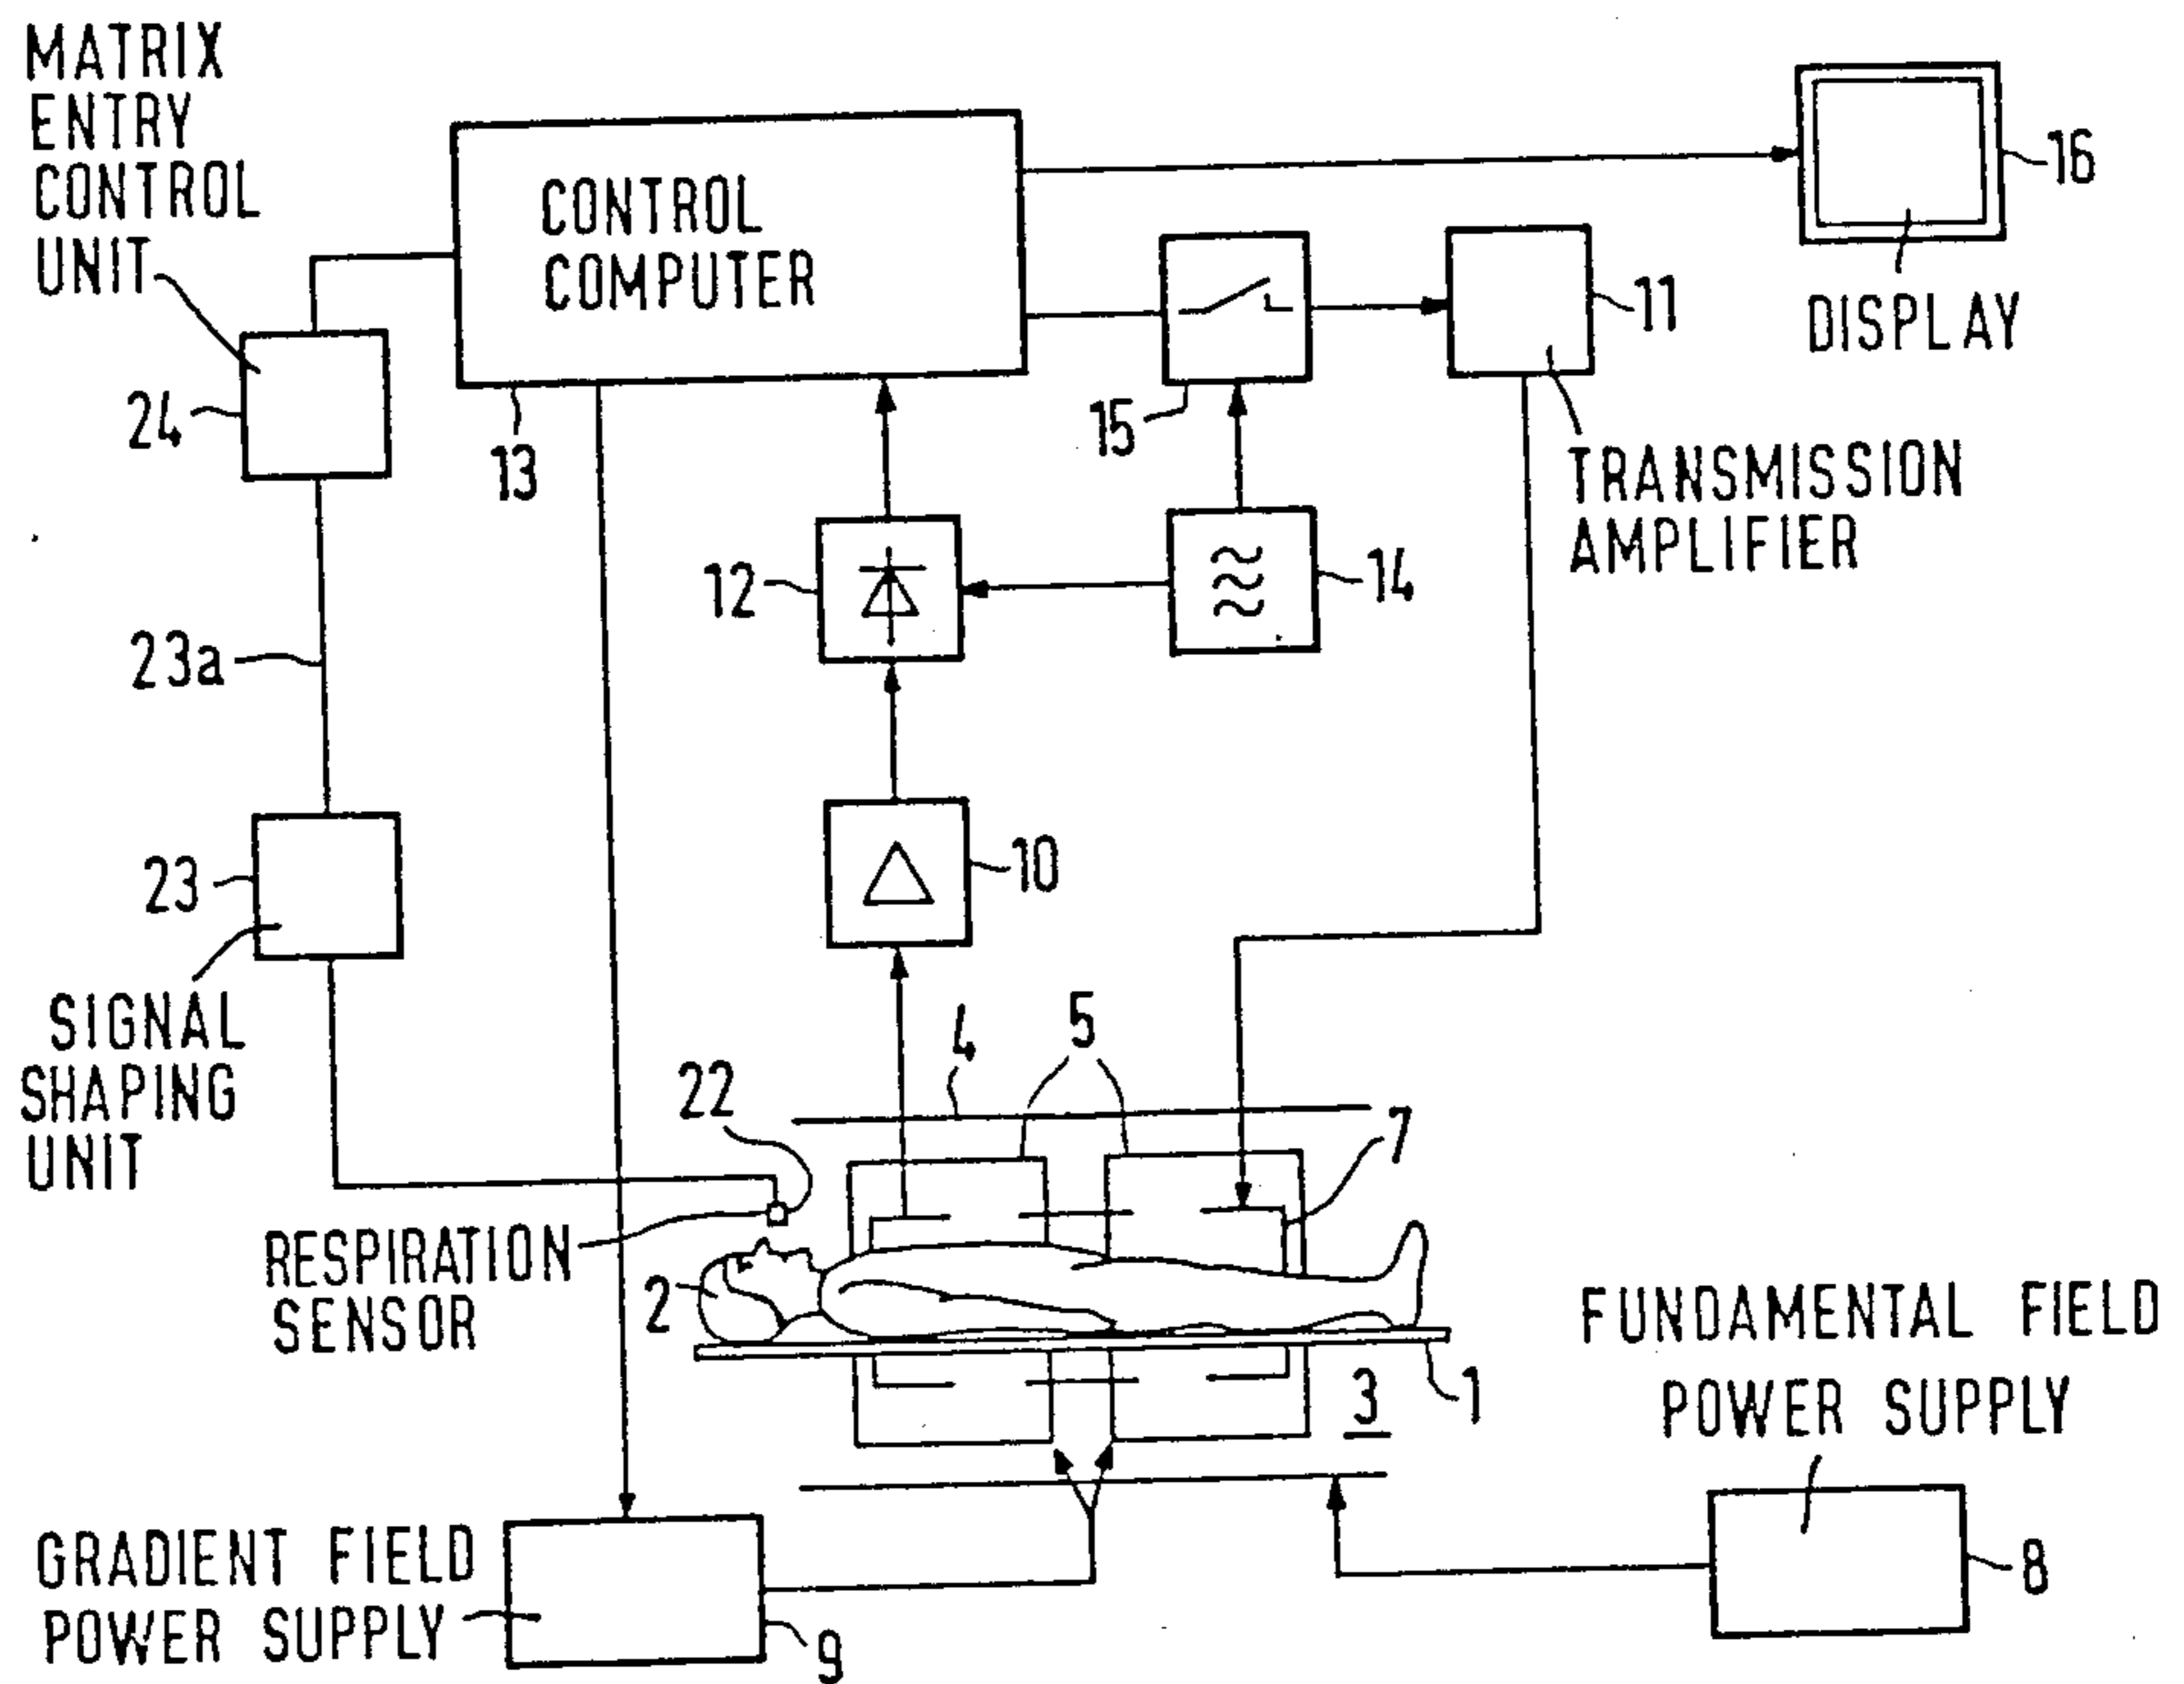 MATRIX
ENTRY
CONTROL
UNIT
CONTROL
COMPUTER
16
11
DISPLAY
24
13
15
TRANSMISSION
AMPLIFIER
12
14
23a
10
23
SIGNAL
SHAPING
UNIT
4
5
22
7
RESPIRATION
SENSOR
2
FUNDAMENTAL FIELD
POWER SUPPLY
3
1
GRADIENT FIELD
POWER SUPPLY
9
8